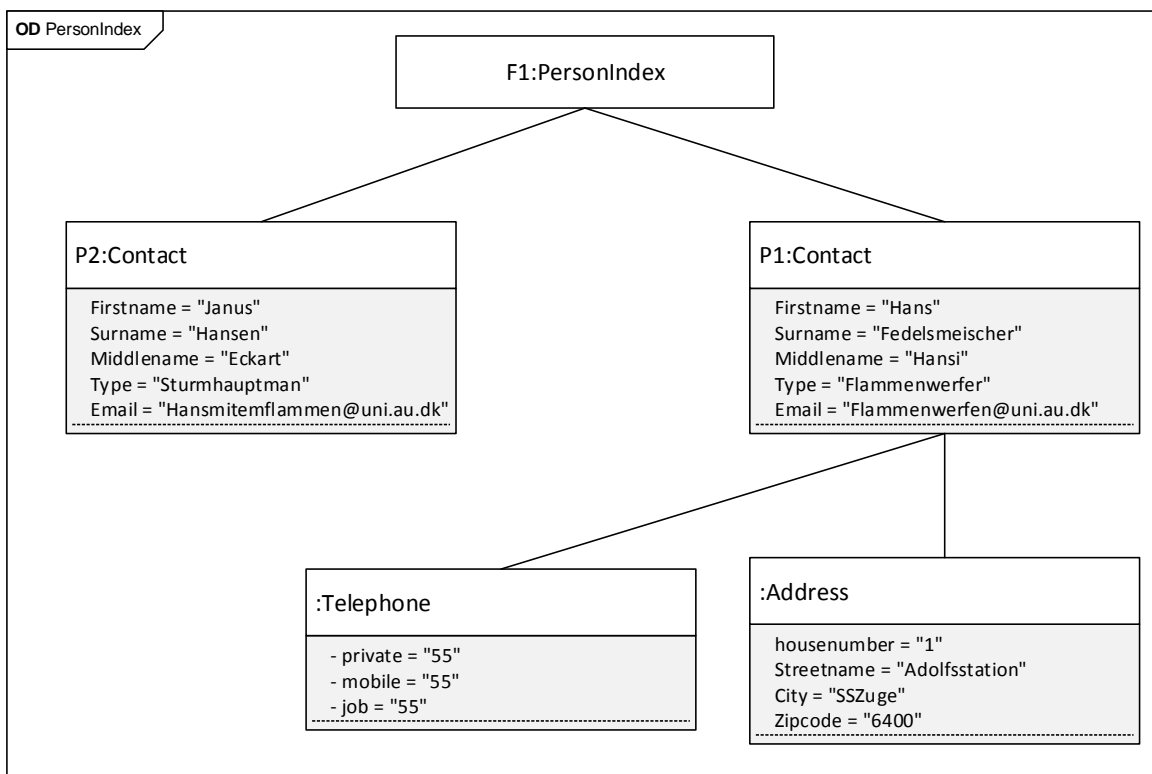 OD PersonIndex
F1:PersonIndex
P2:Contact
Firstname = "Janus"
Surname = "Hansen"
Middlename = "Eckart"
Type = "Sturmhauptman"
Email = "Hansmitemflammen@uni.au.dk"
P1:Contact
Firstname = "Hans"
Surname = "Fedelsmeischer"
Middlename = "Hansi"
Type = "Flammenwerfer"
Email = "Flammenwerfen@uni.au.dk"
:Telephone
- private = "55"
- mobile = "55"
- job = "55"
:Address
housenumber = "1"
Streetname = "Adolfsstation"
City = "SSZuge"
Zipcode = "6400"